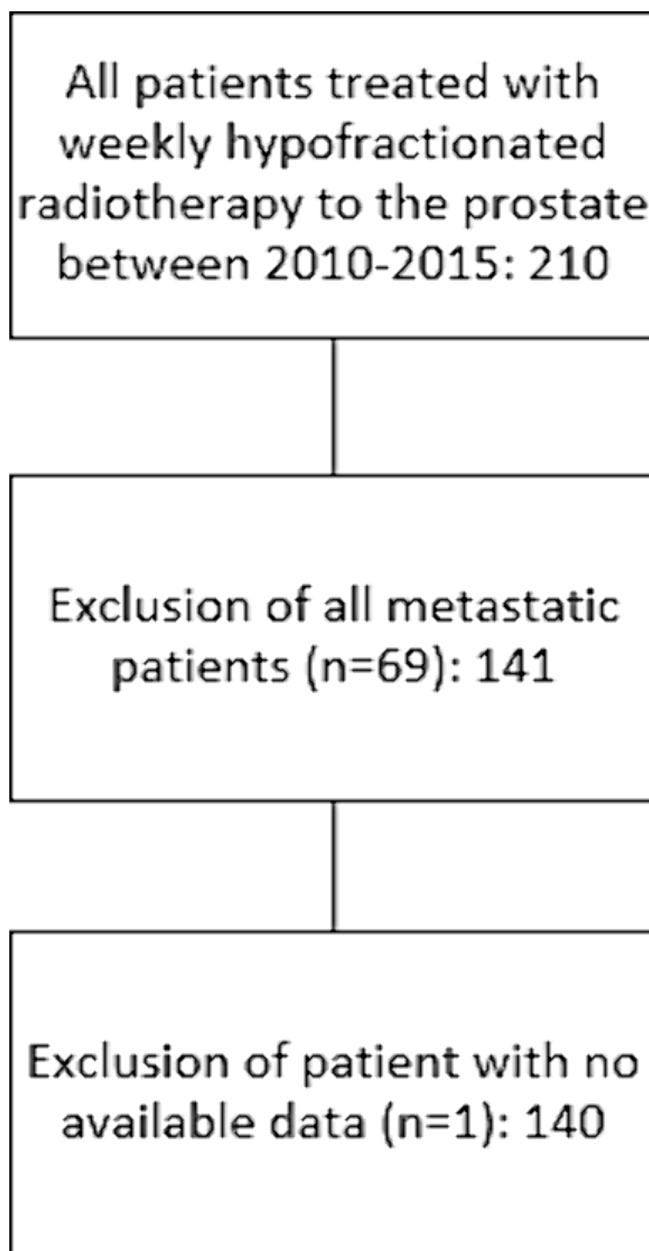 All patients treated with
weekly hypofractionated
radiotherapy to the prostate
between 2010-2015: 210
Exclusion of all metastatic
patients (n=69): 141
Exclusion of patient with no
available data (n=1): 140